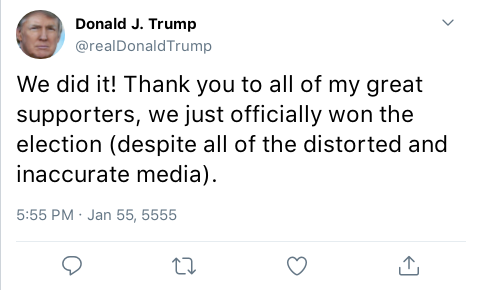 Donald J. Trump
@realDonaldTrump
We did it! Thank you to all of my great
supporters, we just officially won the
election (despite all of the distorted and
inaccurate media).
5:55 PM · Jan 55, 5555